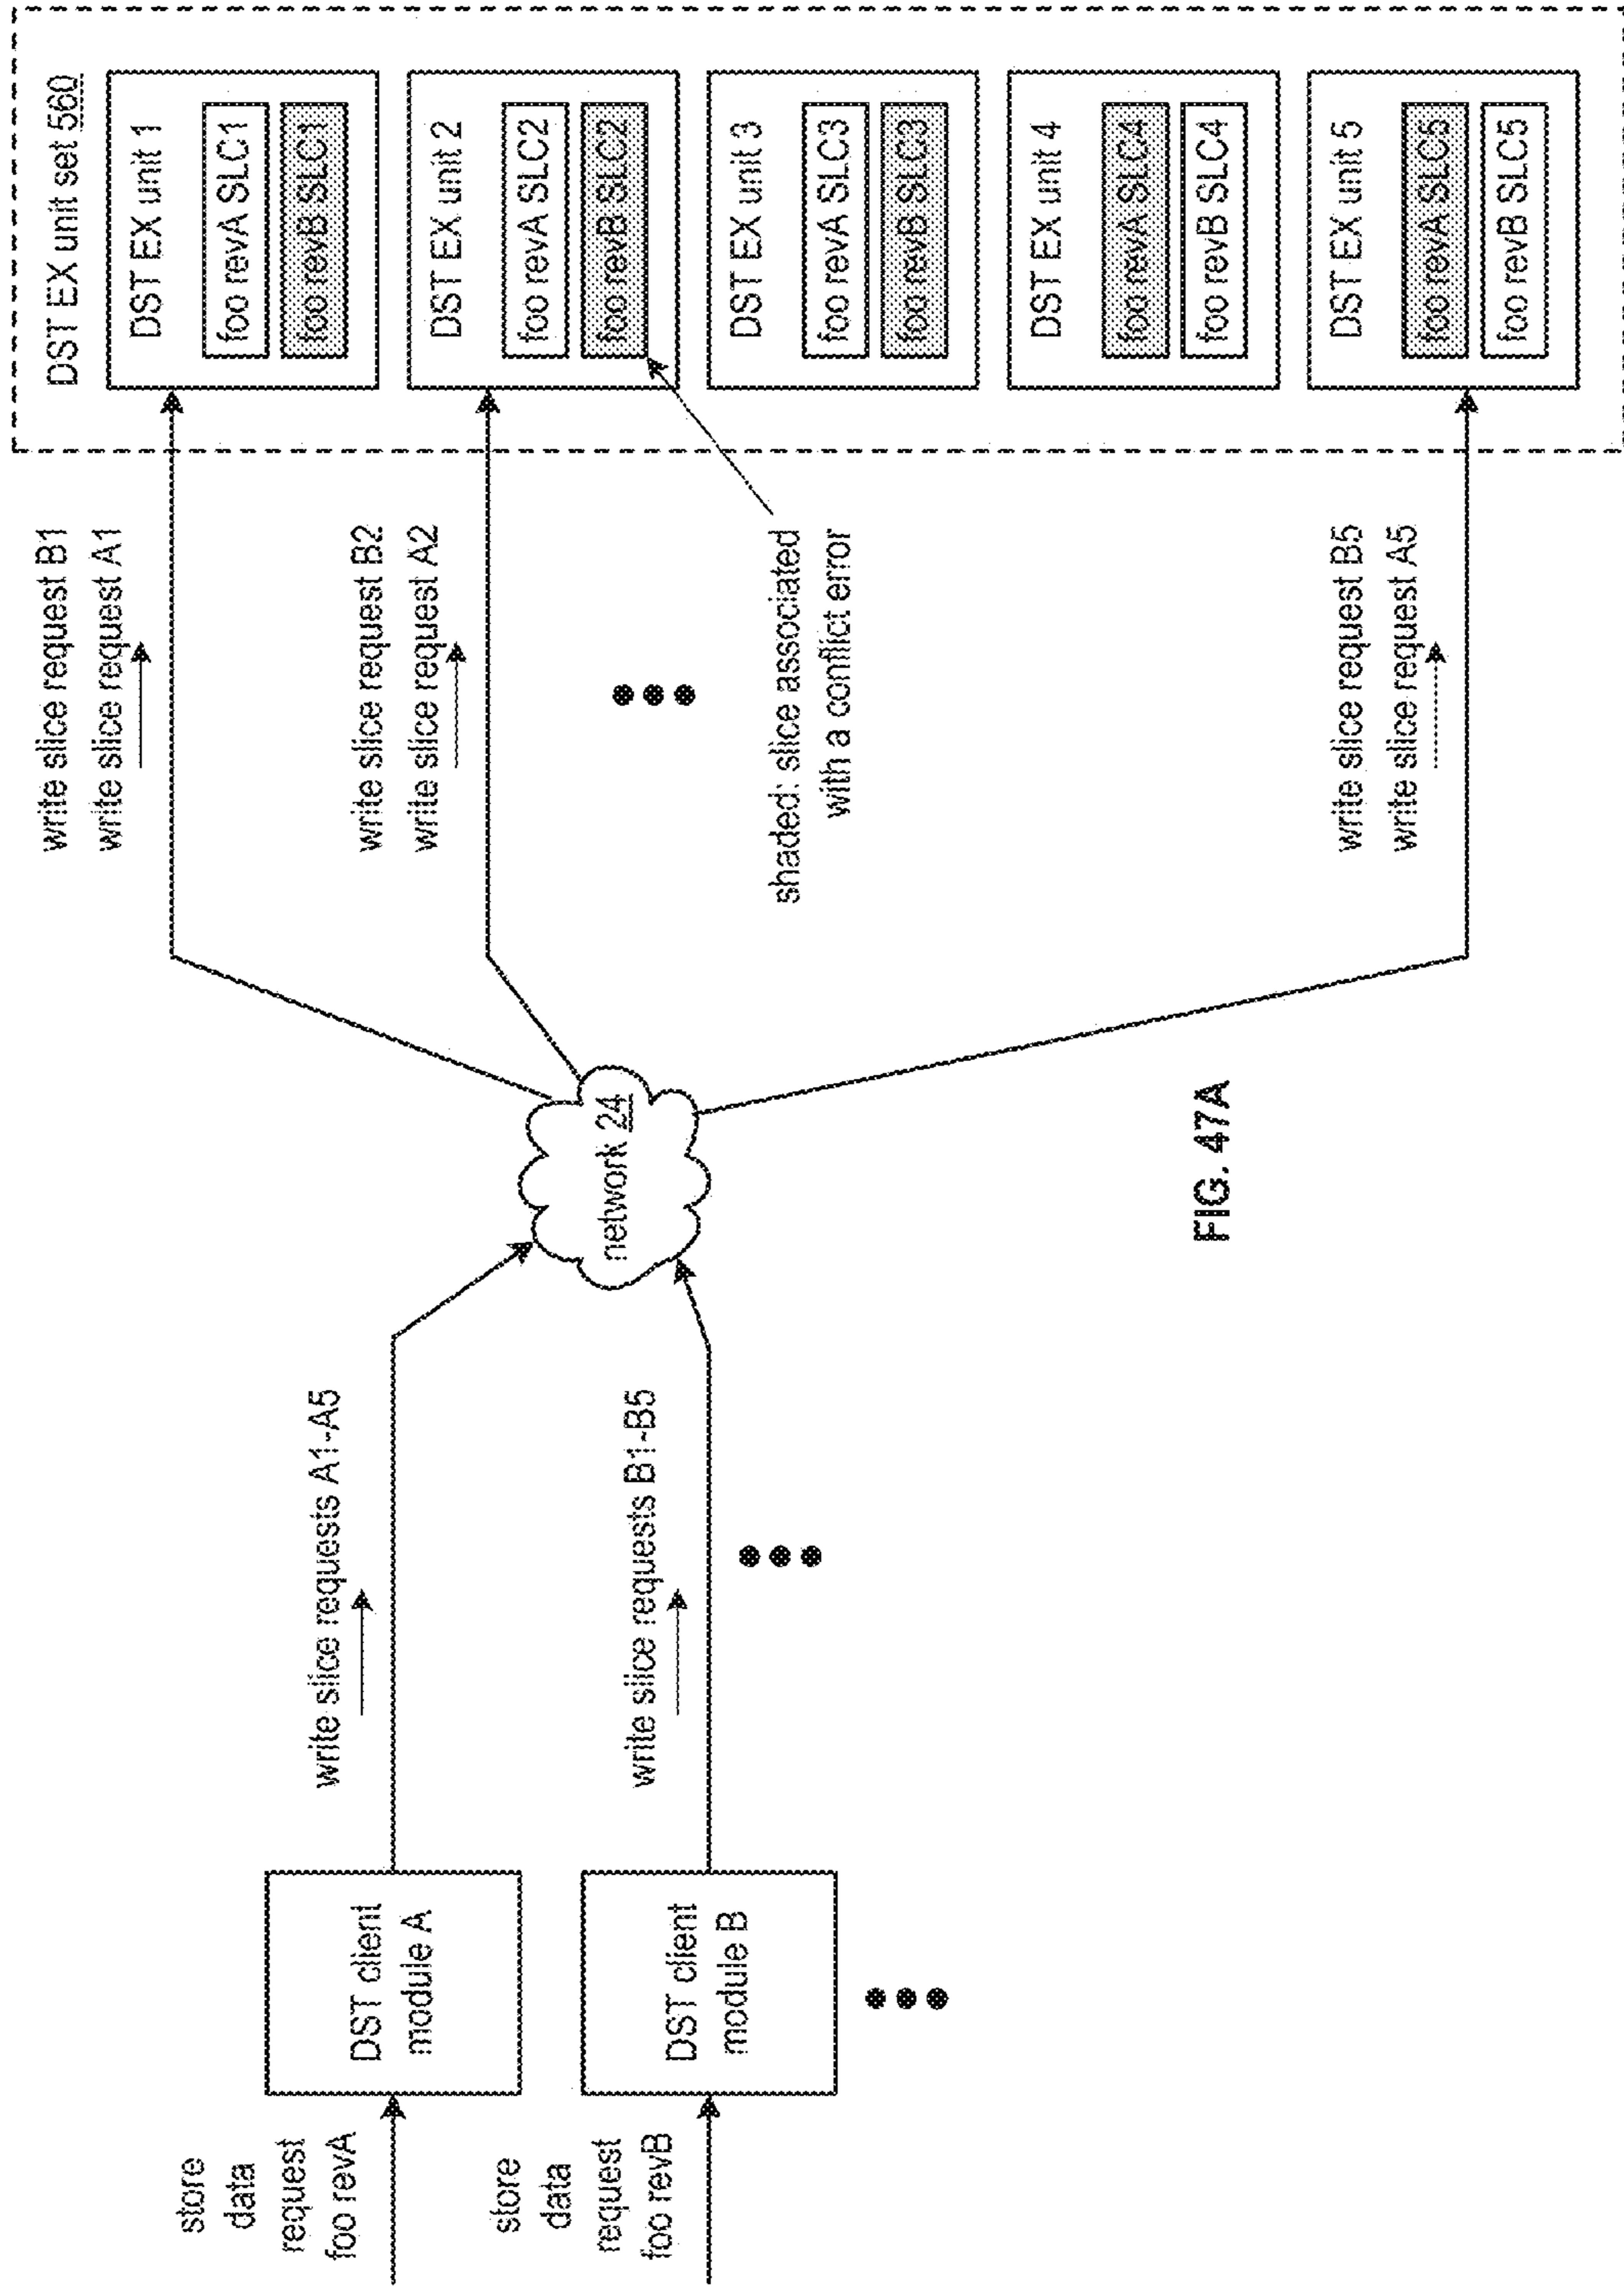 store
data
request
foo revA
DST client
module A
write slice requests A1-A5
store
data
request
foo revB
DST client
module B
write slice requests B1-B5
network 24
write slice request B1
write slice request A1
write slice request B2
write slice request A2
shaded: slice associated
with a conflict error
write slice request B5
write slice request A5
DST EX unit set 560
DST EX unit 1
foo revA SLC1
foo revB SLC1
DST EX unit 2
foo revA SLC2
foo revB SLC2
DST EX unit 3
foo revA SLC3
foo revB SLC3
DST EX unit 4
foo revA SLC4
foo revB SLC4
DST EX unit 5
foo revA SLC5
foo revB SLC5
FIG. 47A